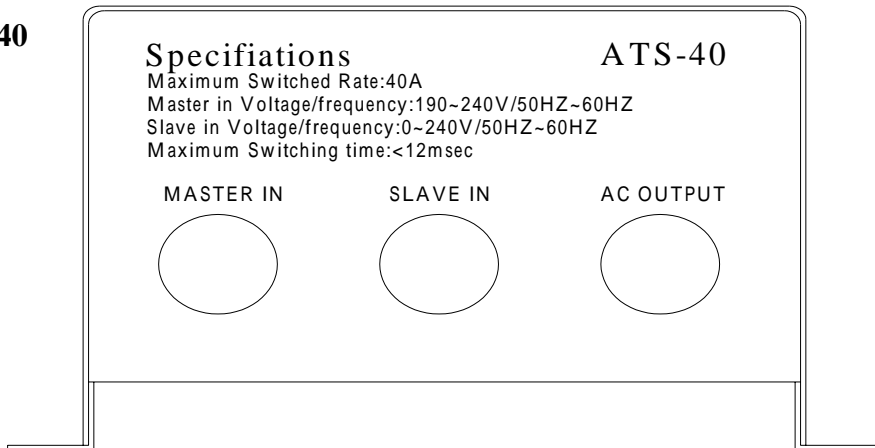 40
Specifiations ATS-40
Maximum Switched Rate:40A
Master in Voltage/frequency:190~240V/50HZ~60HZ
Slave in Voltage/frequency:0~240V/50HZ~60HZ
Maximum Switching time:<12msec
MASTER IN SLAVE IN AC OUTPUT